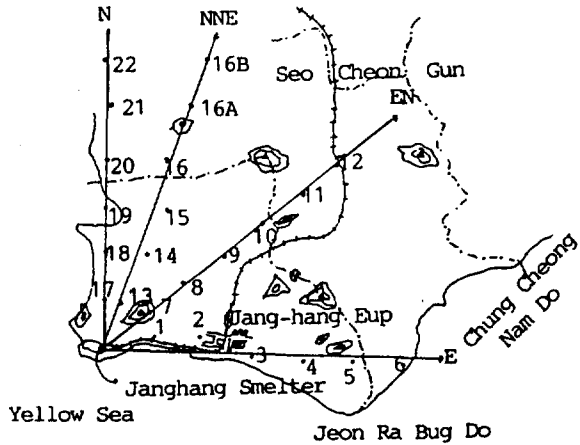 N
NNE
22
16B
Seo Cheon Gun
21
16A
EN
20
16
12
11
19
15
10
18
14
9
17
13
7
8
1
2
Jang-hang Eup
Chung Cheong
Nam Do
3
4
5
6
E
Janghang Smelter
Yellow Sea
Jeon Ra Bug Do